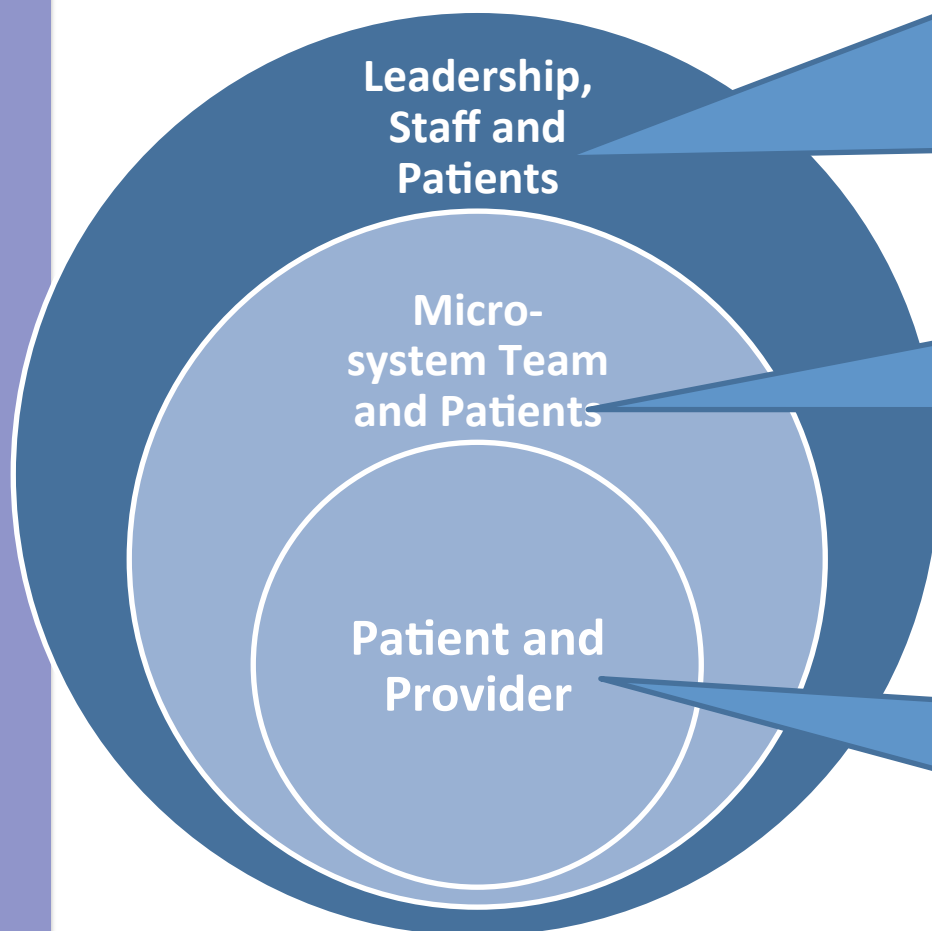 Leadership,
Staff and
Patients
Micro-
system Team
and Patients
Patient and
Provider